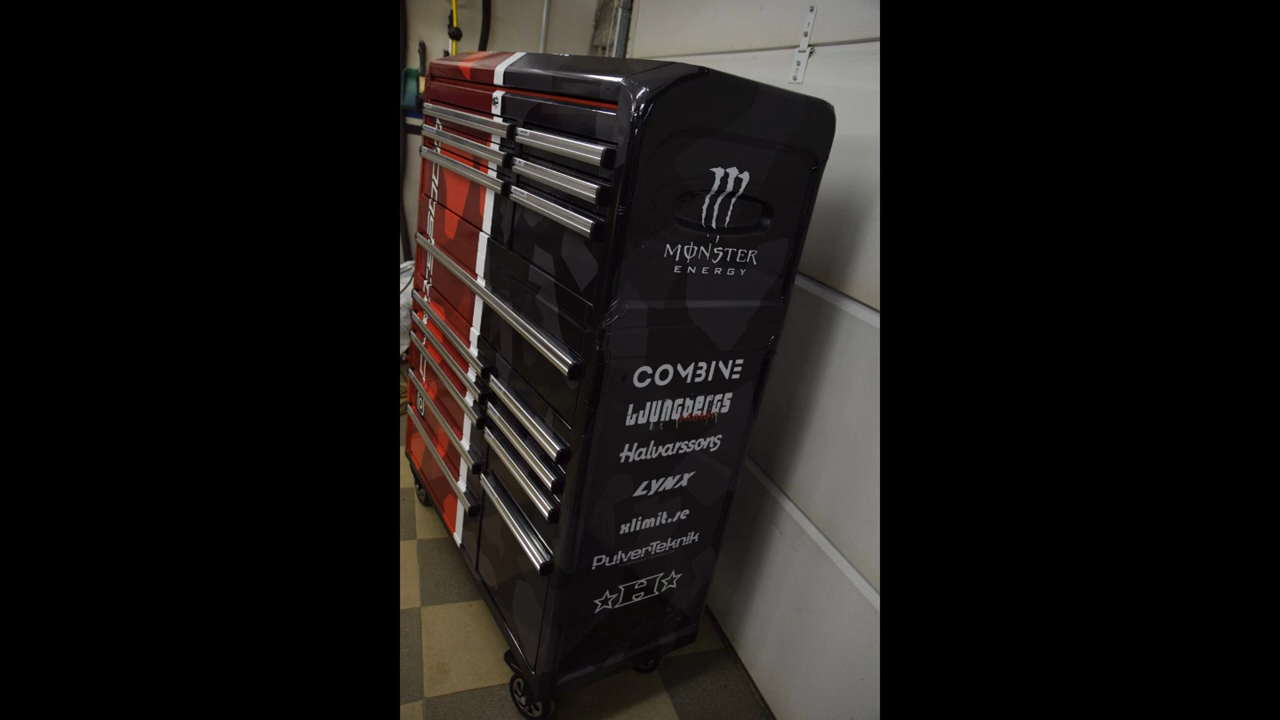 MONSTER
ENERGY
COMBINE
LJUNGbERGS
Halvarssons
LYNX
xlimit.se
PulverTeknik
H